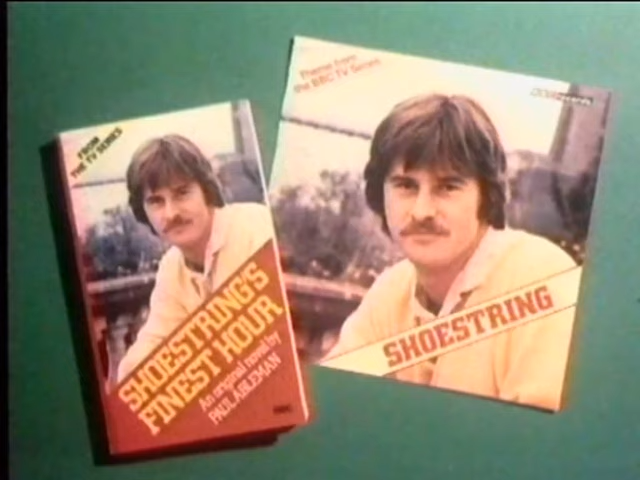 FROM
THE TV SERIES
SHOESTRING'S
FINEST HOUR
An original novel by
PAUL ABLEMAN
Theme from
the BBC TV Series
SHOESTRING